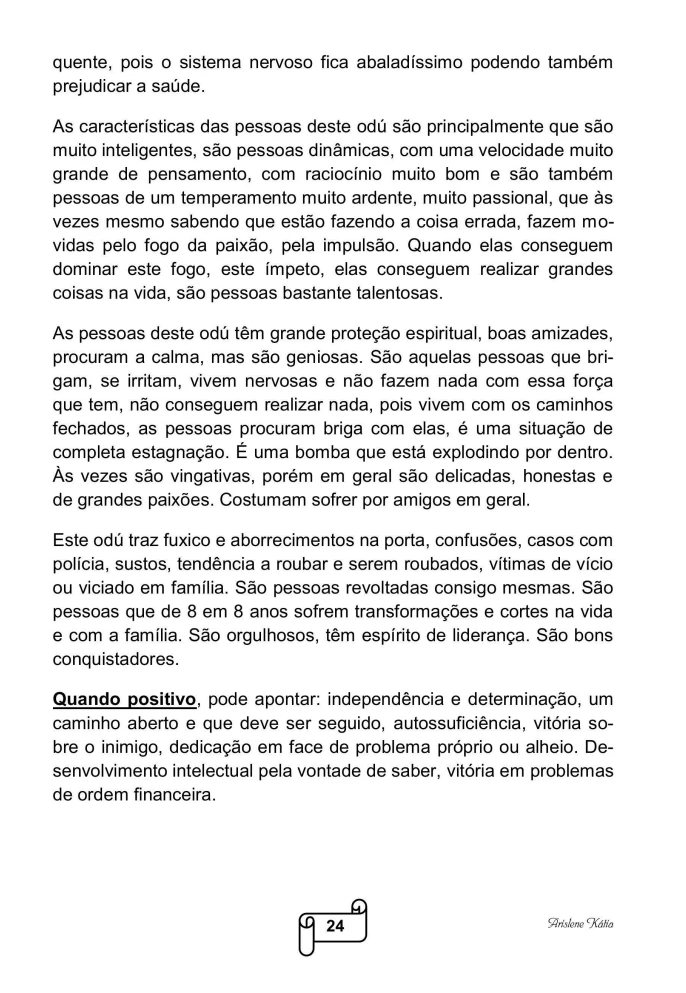 quente, pois o sistema nervoso fica abaladíssimo podendo também
prejudicar a saúde.
As características das pessoas deste odú são principalmente que são
muito inteligentes, são pessoas dinâmicas, com uma velocidade muito
grande de pensamento, com raciocínio muito bom e são também
pessoas de um temperamento muito ardente, muito passional, que às
vezes mesmo sabendo que estão fazendo a coisa errada, fazem mo-
vidas pelo fogo da paixão, pela impulsão. Quando elas conseguem
dominar este fogo, este ímpeto, elas conseguem realizar grandes
coisas na vida, são pessoas bastante talentosas.
As pessoas deste odú têm grande proteção espiritual, boas amizades,
procuram a calma, mas são geniosas. São aquelas pessoas que bri-
gam, se irritam, vivem nervosas e não fazem nada com essa força
que tem, não conseguem realizar nada, pois vivem com os caminhos
fechados, as pessoas procuram briga com elas, é uma situação de
completa estagnação. É uma bomba que está explodindo por dentro.
Às vezes são vingativas, porém em geral são delicadas, honestas e
de grandes paixões. Costumam sofrer por amigos em geral.
Este odú traz fuxico e aborrecimentos na porta, confusões, casos com
polícia, sustos, tendência a roubar e serem roubados, vítimas de vício
ou viciado em família. São pessoas revoltadas consigo mesmas. São
pessoas que de 8 em 8 anos sofrem transformações e cortes na vida
e com a família. São orgulhosos, têm espírito de liderança. São bons
conquistadores.
Quando positivo, pode apontar: independência e determinação, um
caminho aberto e que deve ser seguido, autossuficiência, vitória so-
bre o inimigo, dedicação em face de problema próprio ou alheio. De-
senvolvimento intelectual pela vontade de saber, vitória em problemas
de ordem financeira.
24
Arislene Kátia